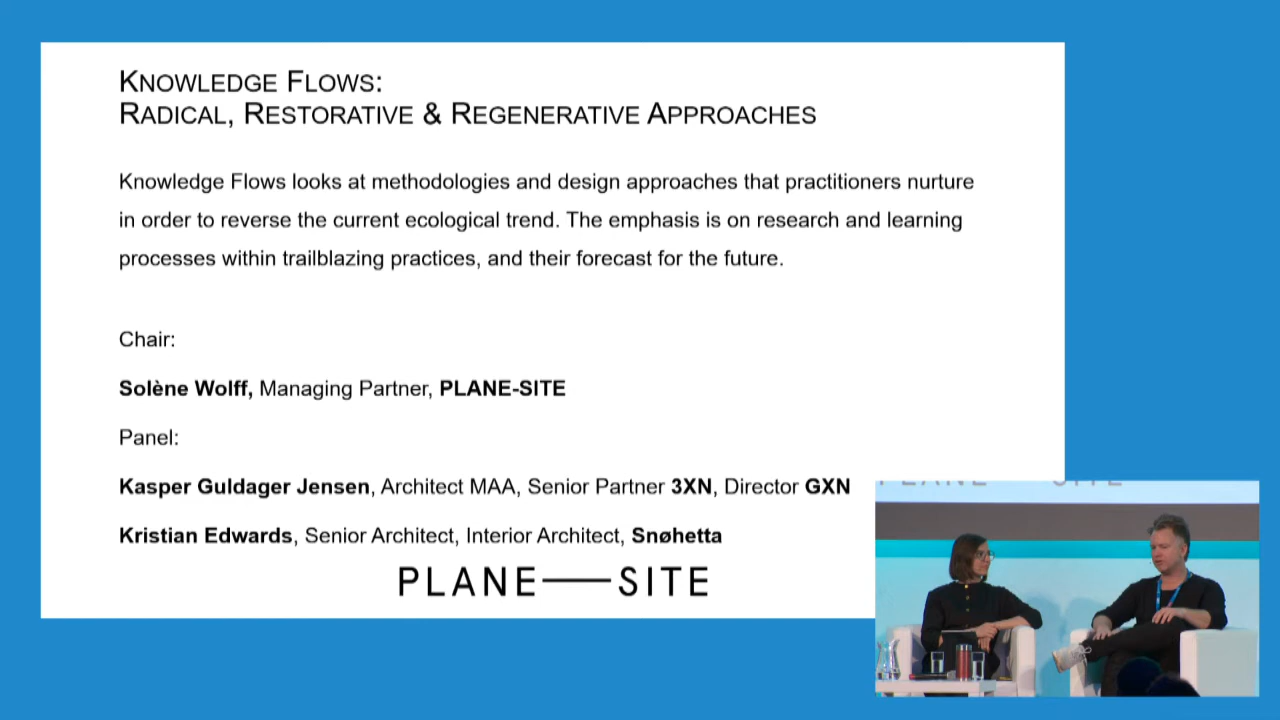 KNOWLEDGE FLOWS:
RADICAL, RESTORATIVE & REGENERATIVE APPROACHES
Knowledge Flows looks at methodologies and design approaches that practitioners nurture
in order to reverse the current ecological trend. The emphasis is on research and learning
processes within trailblazing practices, and their forecast for the future.
Chair:
Solène Wolff, Managing Partner, PLANE-SITE
Panel:
Kasper Guldager Jensen, Architect MAA, Senior Partner 3XN, Director GXN
Kristian Edwards, Senior Architect, Interior Architect, Snøhetta
PLANE—SITE
PLANE SITE